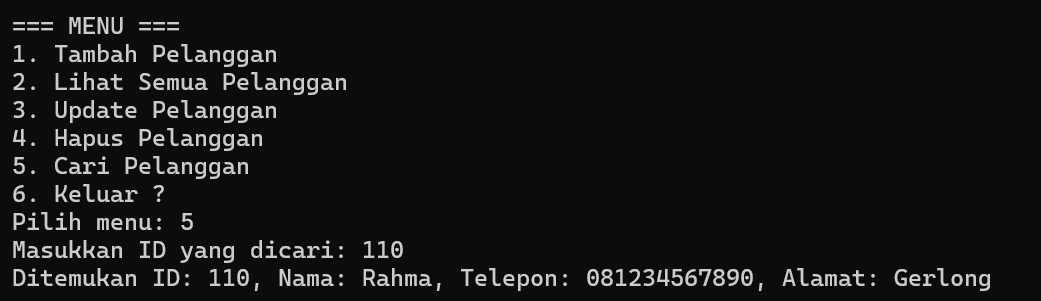 === MENU ===
1. Tambah Pelanggan
2. Lihat Semua Pelanggan
3. Update Pelanggan
4. Hapus Pelanggan
5. Cari Pelanggan
6. Keluar ?
Pilih menu: 5
Masukkan ID yang dicari: 110
Ditemukan ID: 110, Nama: Rahma, Telepon: 081234567890, Alamat: Gerlong